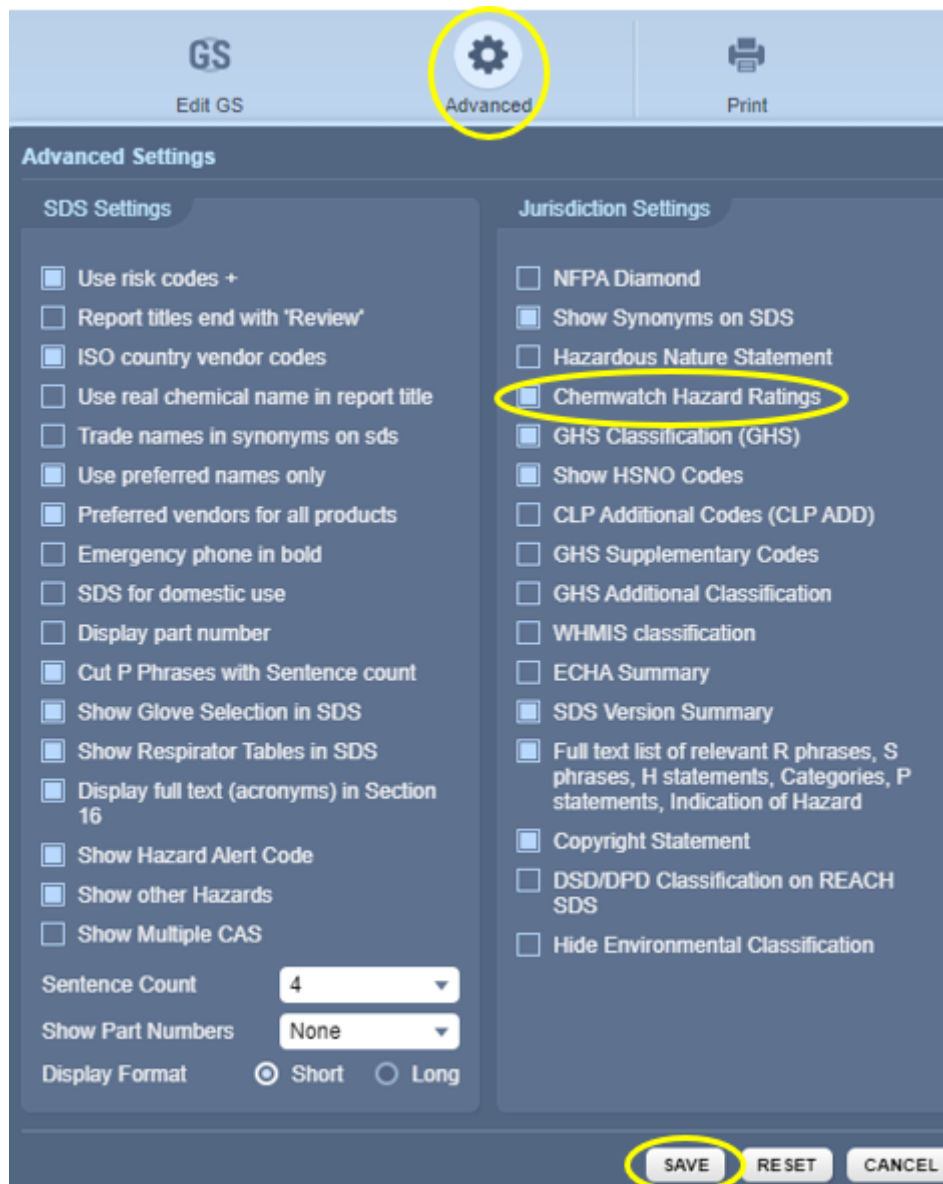 GS
Edit GS
Advanced
Print
Advanced Settings
SDS Settings
Use risk codes +
Report titles end with 'Review'
ISO country vendor codes
Use real chemical name in report title
Trade names in synonyms on sds
Use preferred names only
Preferred vendors for all products
Emergency phone in bold
SDS for domestic use
Display part number
Cut P Phrases with Sentence count
Show Glove Selection in SDS
Show Respirator Tables in SDS
Display full text (acronyms) in Section
16
Show Hazard Alert Code
Show other Hazards
Show Multiple CAS
Sentence Count 4
Show Part Numbers None
Display Format Short Long
Jurisdiction Settings
NFPA Diamond
Show Synonyms on SDS
Hazardous Nature Statement
Chemwatch Hazard Ratings
GHS Classification (GHS)
Show HSNO Codes
CLP Additional Codes (CLP ADD)
GHS Supplementary Codes
GHS Additional Classification
WHMIS classification
ECHA Summary
SDS Version Summary
Full text list of relevant R phrases, S
phrases, H statements, Categories, P
statements, Indication of Hazard
Copyright Statement
DSD/DPD Classification on REACH
SDS
Hide Environmental Classification
SAVE RESET CANCEL